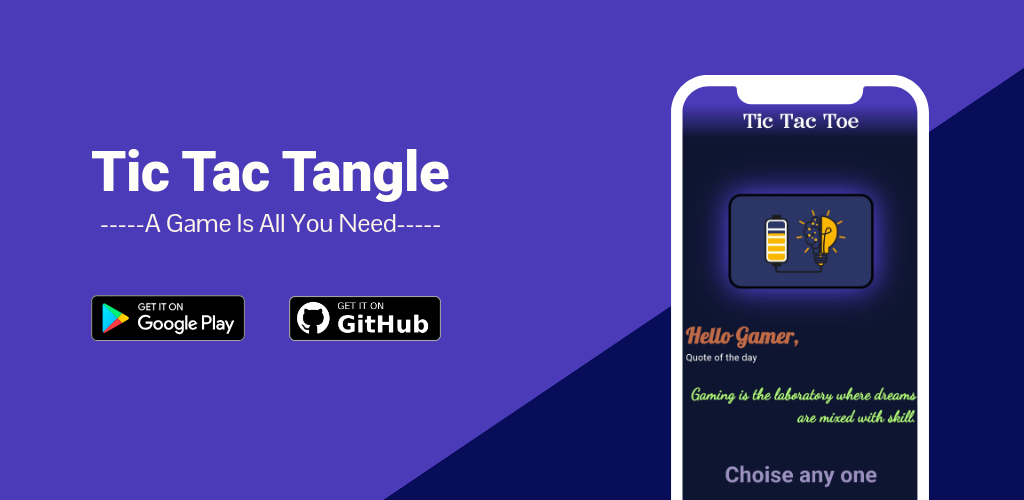 Tic Tac Tangle
-----A Game Is All You Need-----
GET IT ON
Google Play
GET IT ON
GitHub
Tic Tac Toe
Hello Gamer,
Quote of the day
Gaming is the laboratory where dreams
are mixed with skill.
Choise any one